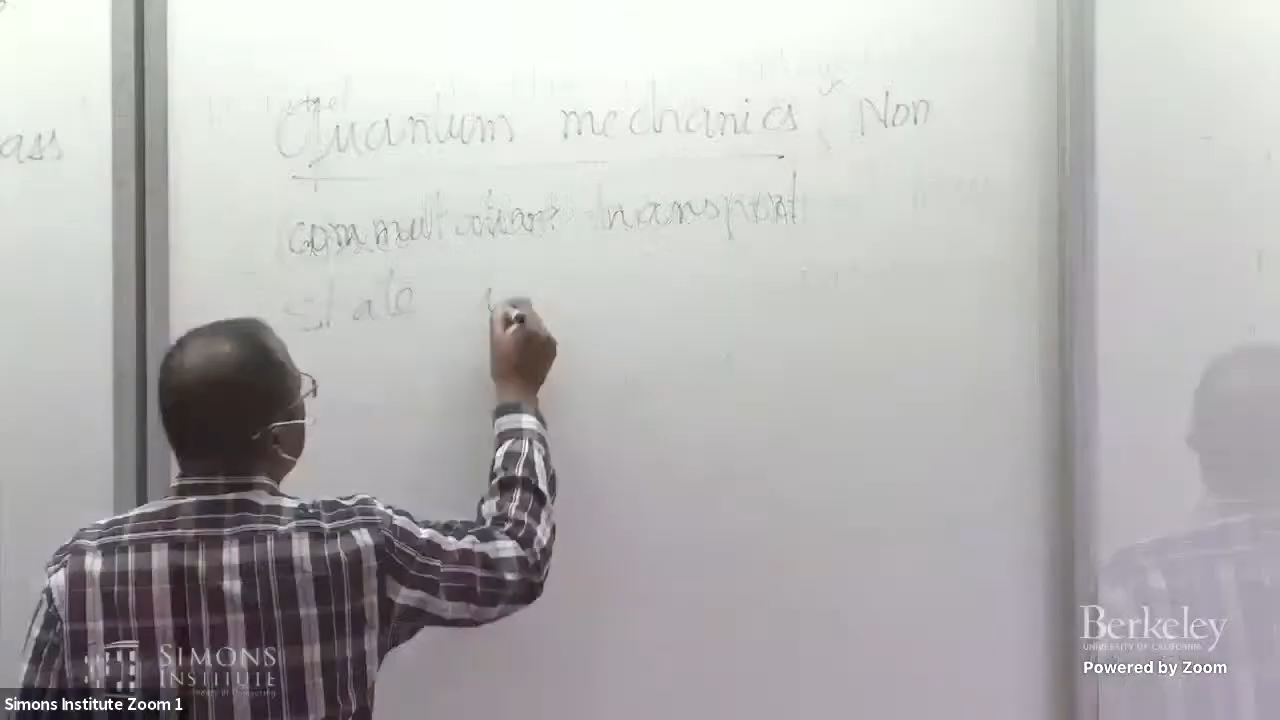 ass
Quantum mechanics, Non
commutative transport
state
SIMONS
INSTITUTE
Berkeley
UNIVERSITY OF CALIFORNIA
Powered by Zoom
Simons Institute Zoom 1